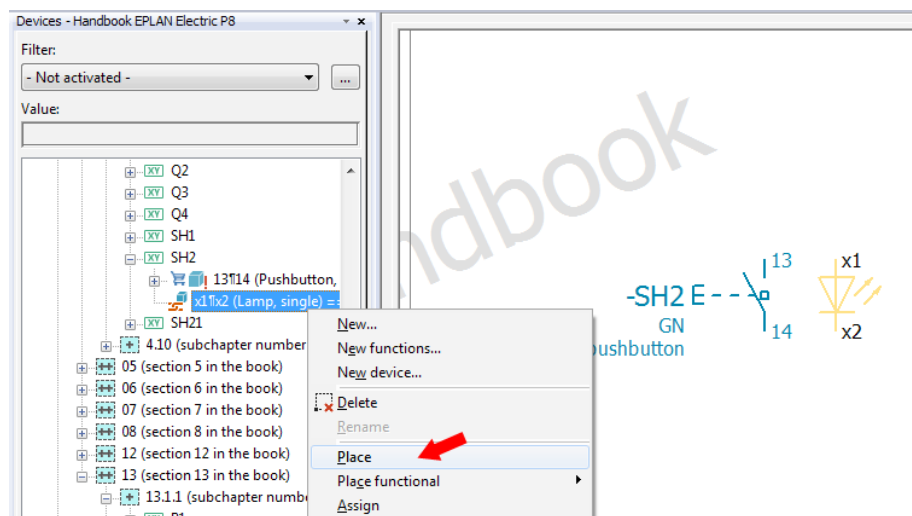 Devices - Handbook EPLAN Electric P8
Filter:
- Not activated -
...
Value:
Q2
Q3
Q4
SH1
SH2
13¶14 (Pushbutton,
x1¶x2 (Lamp, single) =
SH21
4.10 (subchapter number
05 (section 5 in the book)
06 (section 6 in the book)
07 (section 7 in the book)
08 (section 8 in the book)
12 (section 12 in the book)
13 (section 13 in the book)
13.1.1 (subchapter numbe
New...
New functions...
New device...
Delete
Rename
Place
Place functional
Assign
ndbook
13
x1
-SH2 E
GN
14
x2
pushbutton